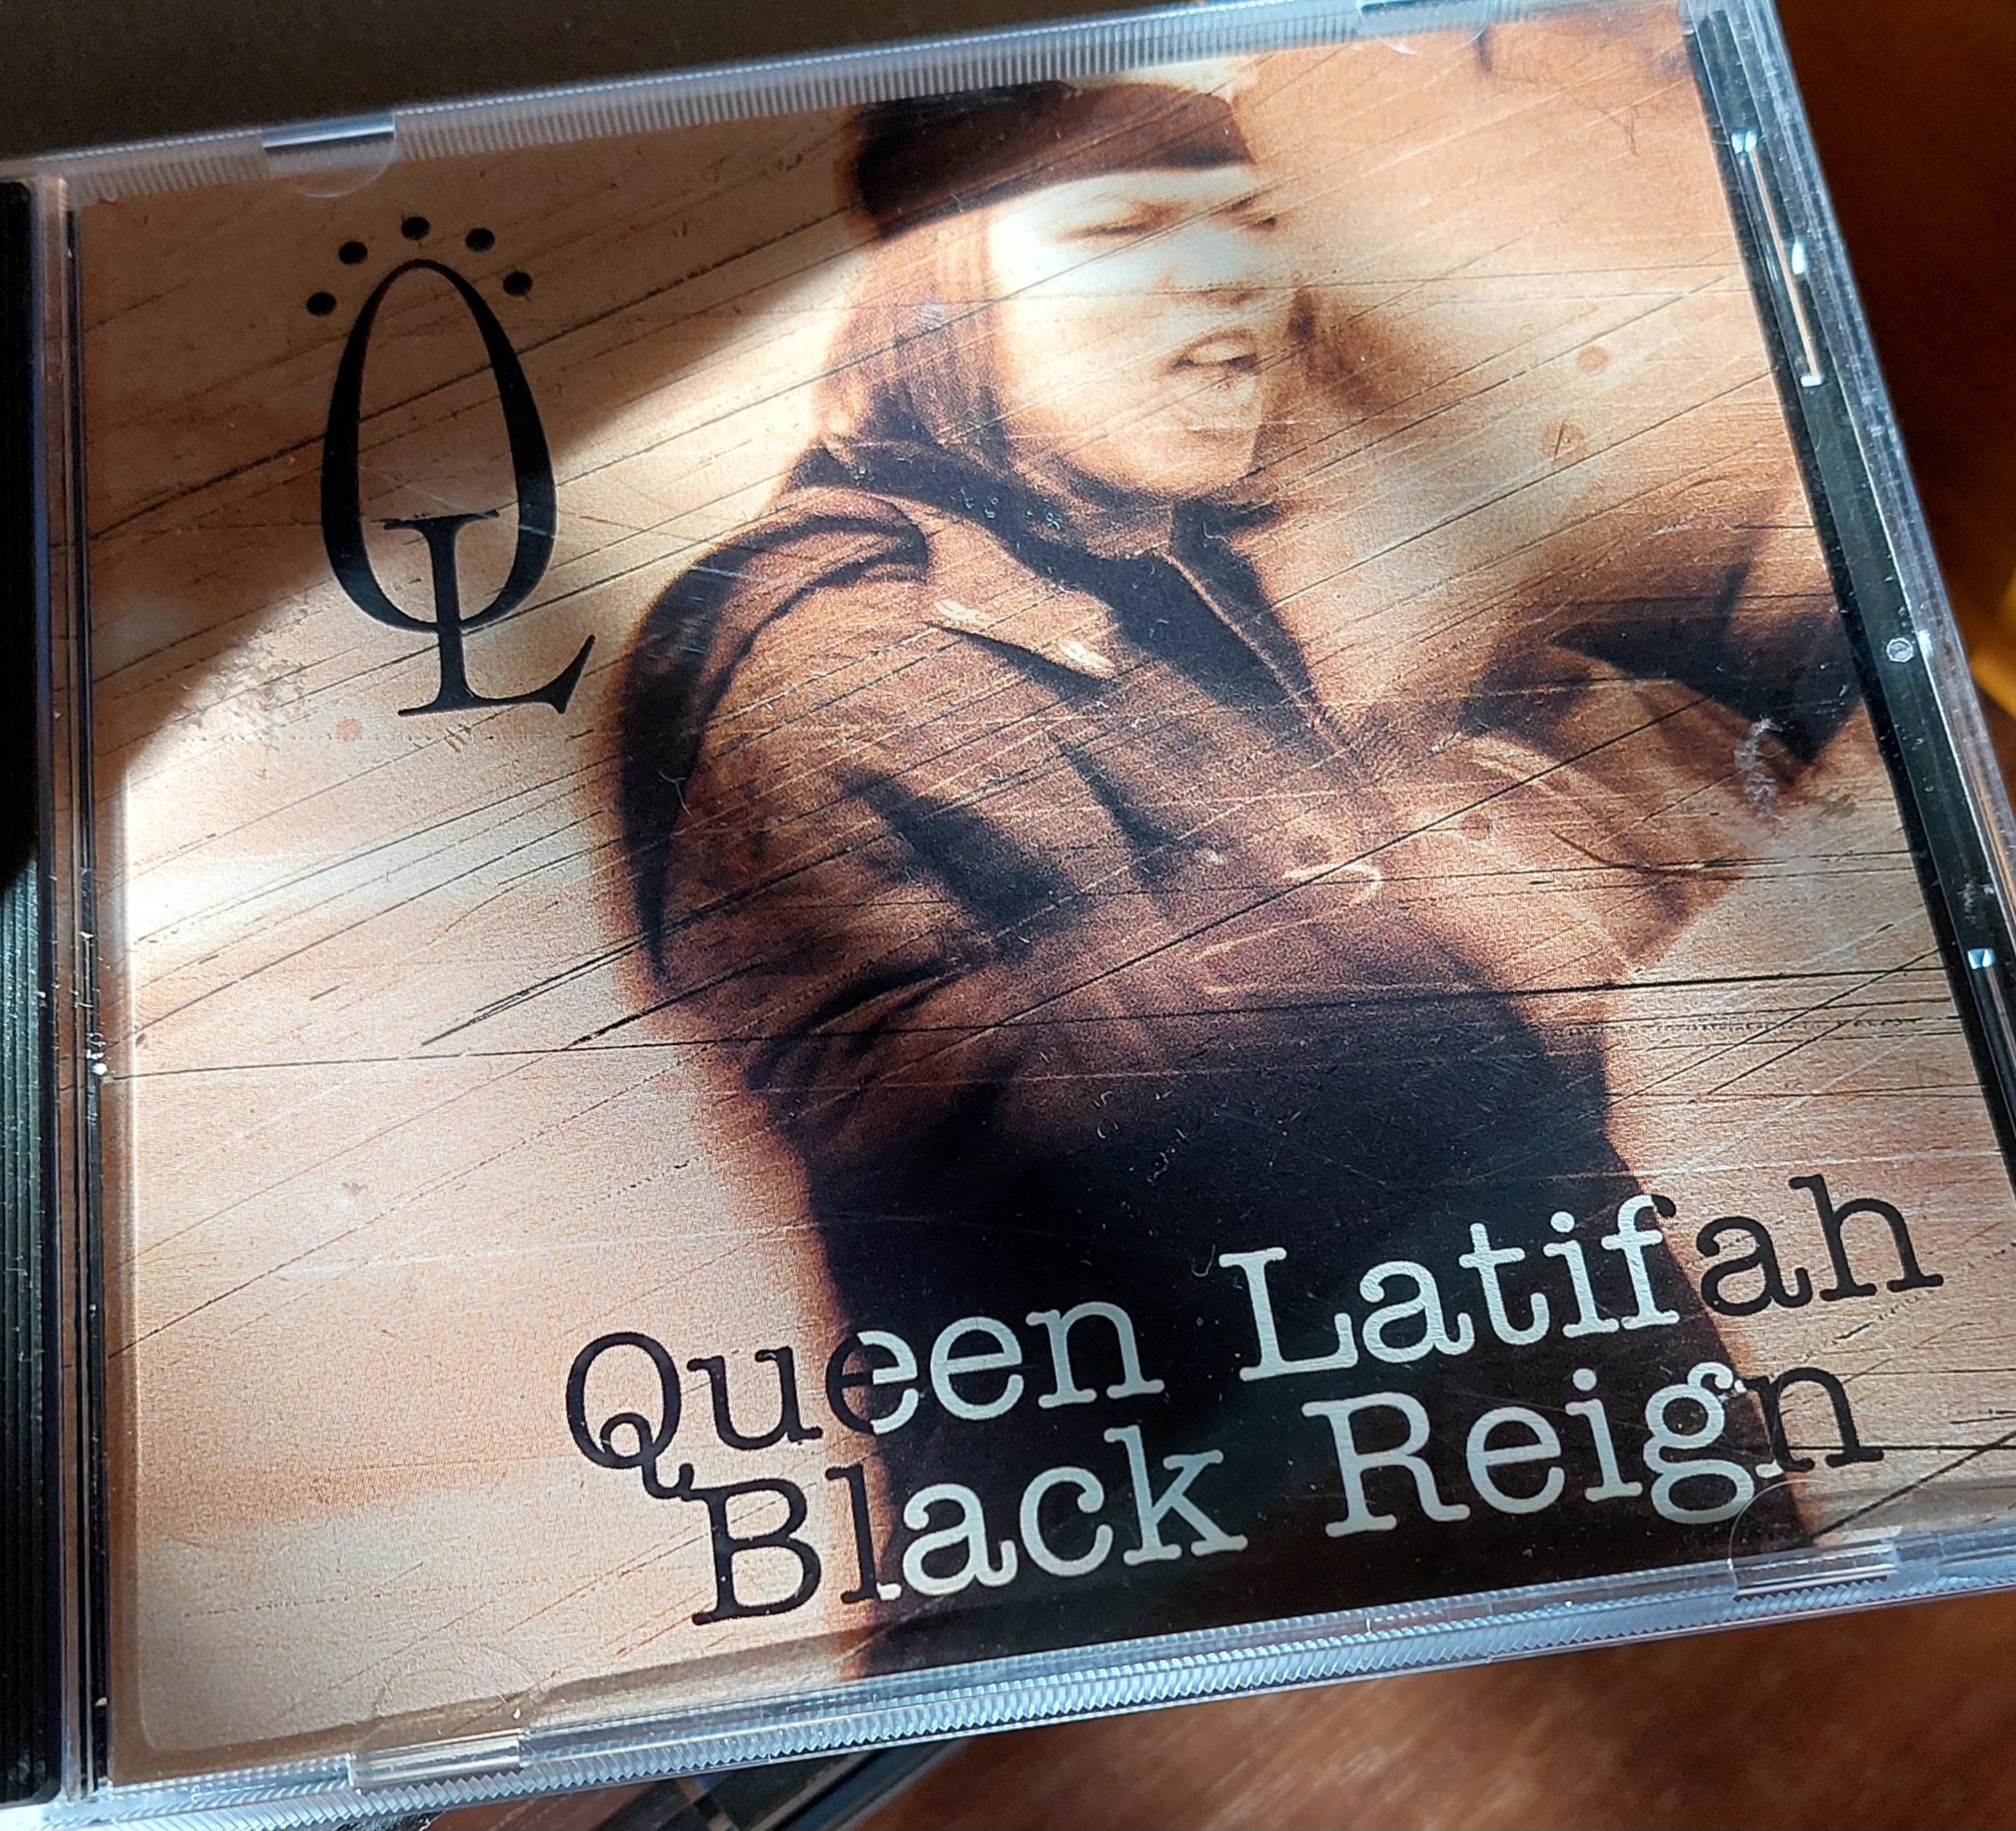 QL
Queen Latifah
Black Reign